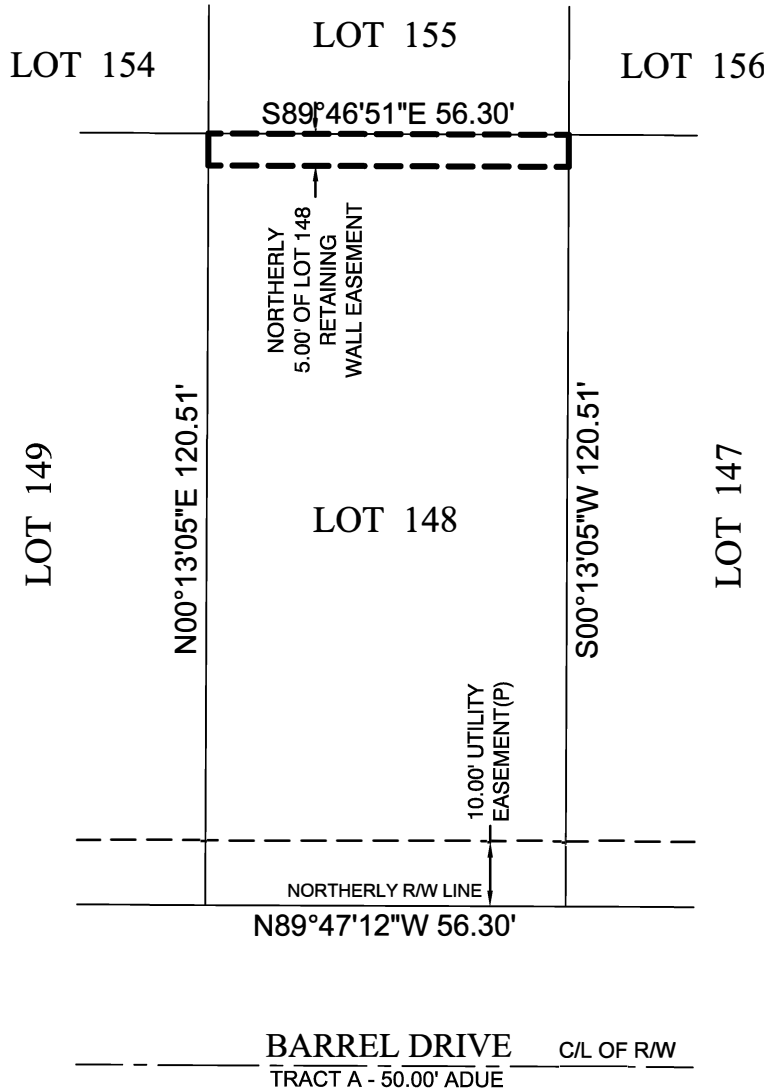 LOT 155
LOT 154
LOT 156
S89°46'51"E 56.30'
NORTHERLY
5.00' OF LOT 148
RETAINING
WALL EASEMENT
N00°13'05"E 120.51'
S00°13'05"W 120.51'
LOT 149
LOT 148
LOT 147
10.00' UTILITY
EASEMENT(P)
NORTHERLY R/W LINE
N89°47'12"W 56.30'
BARREL DRIVE
C/L OF R/W
TRACT A - 50.00' ADUE